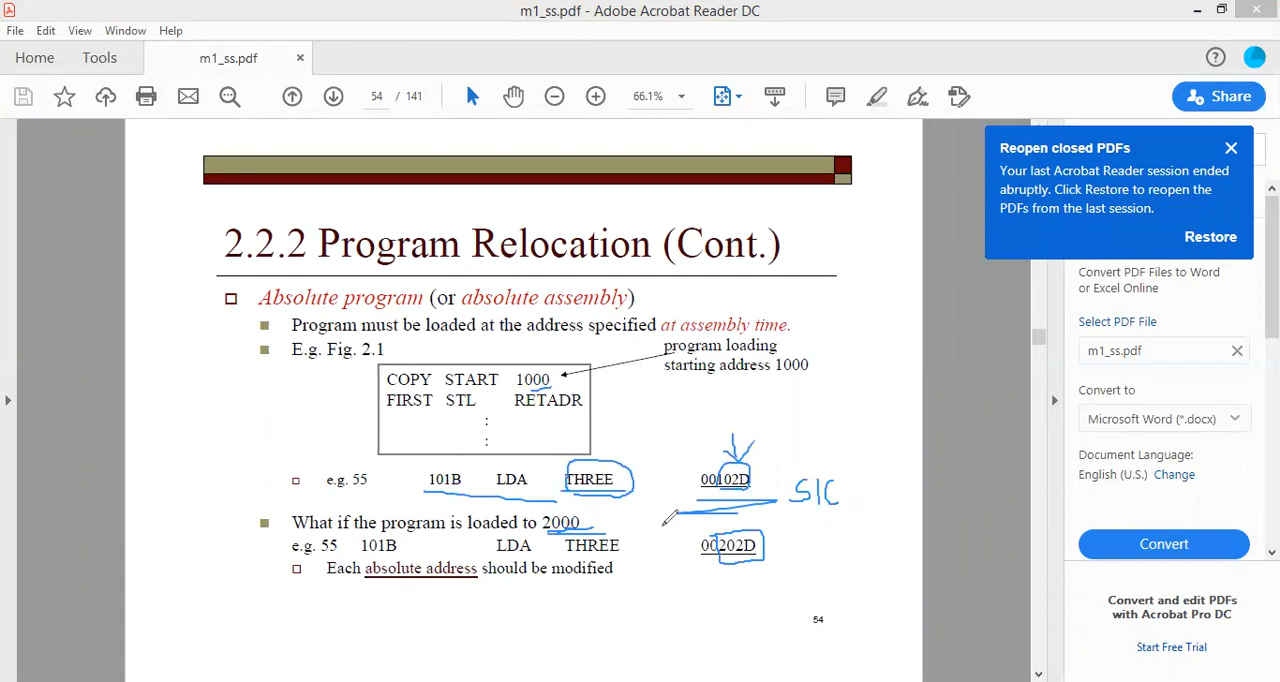 m1_ss.pdf - Adobe Acrobat Reader DC
File Edit View Window Help
Home Tools m1_ss.pdf ×
54 / 141 66.1% Share
Reopen closed PDFs
Your last Acrobat Reader session ended
abruptly. Click Restore to reopen the
PDFs from the last session.
Restore
2.2.2 Program Relocation (Cont.)
Absolute program (or absolute assembly)
Program must be loaded at the address specified at assembly time.
E.g. Fig. 2.1
program loading
starting address 1000
COPY START 1000
FIRST STL RETADR
:
:
e.g. 55 101B LDA THREE 00102D
SIC
What if the program is loaded to 2000
e.g. 55 101B LDA THREE 00202D
Each absolute address should be modified
54
Convert PDF Files to Word
or Excel Online
Select PDF File
m1_ss.pdf
Convert to
Microsoft Word (*.docx)
Document Language:
English (U.S.) Change
Convert
Edit and combine PDFs
with Acrobat Pro DC
Start Free Trial